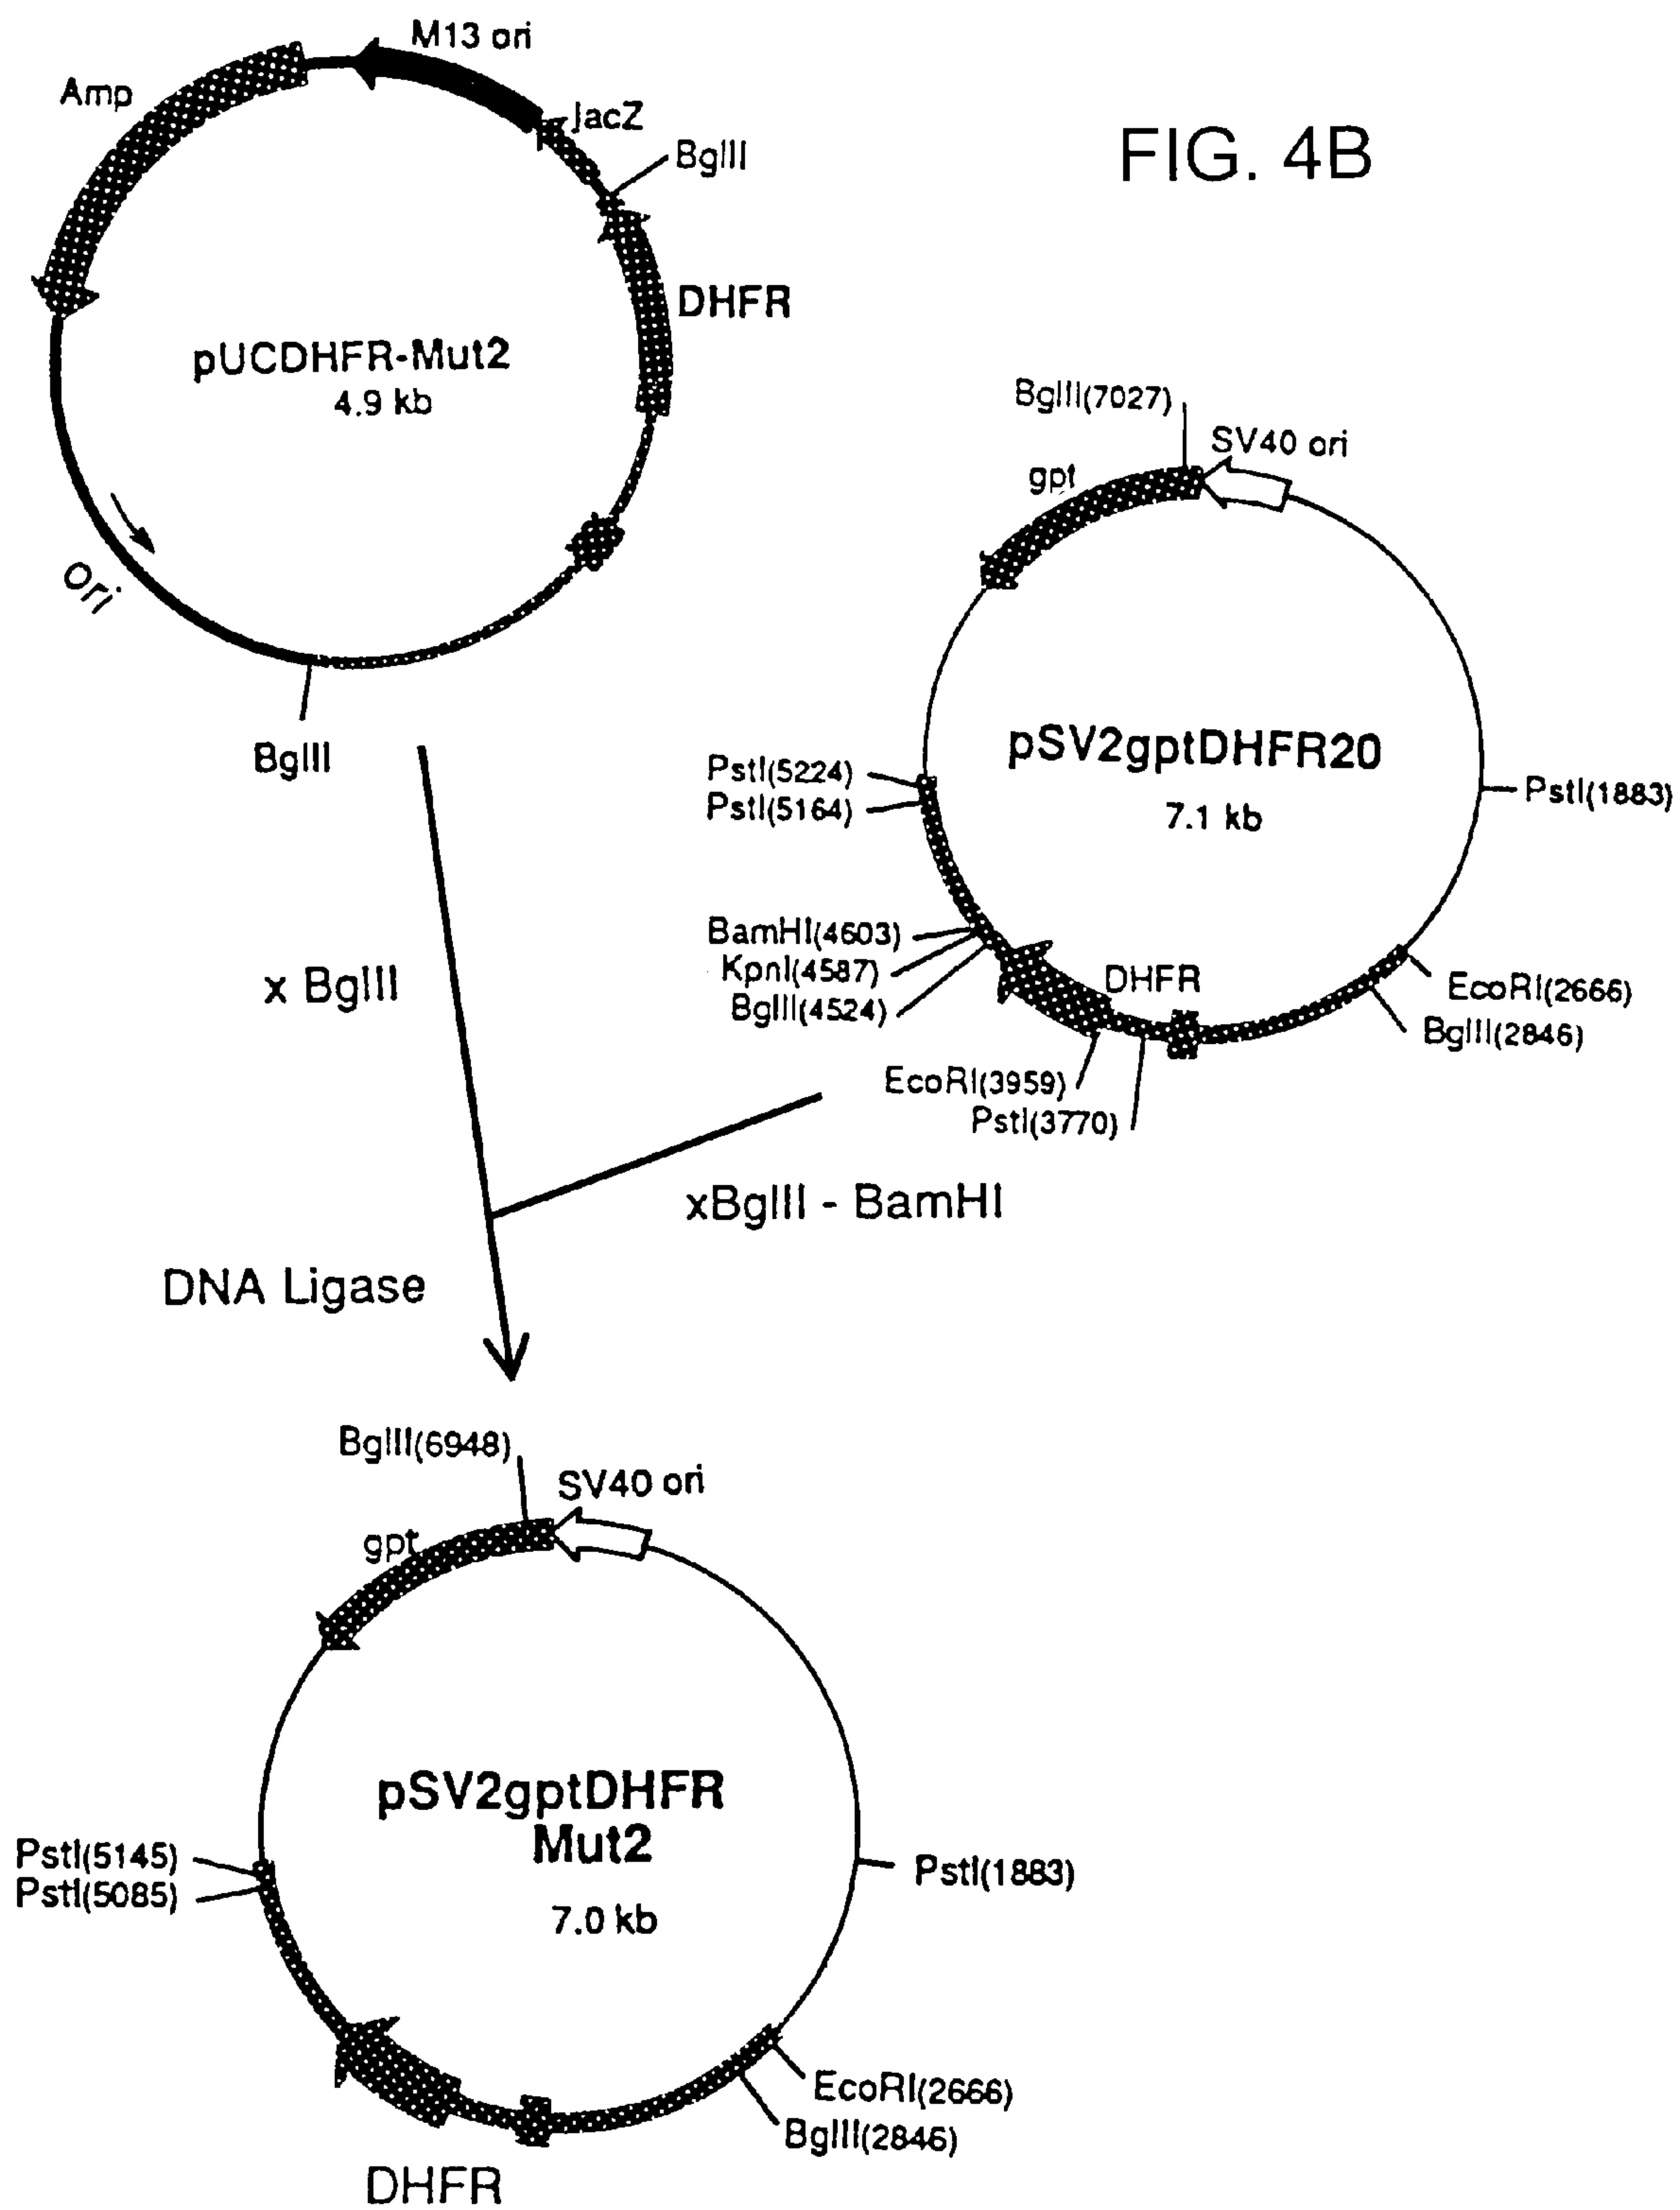 FIG. 4B
M13 ori
Amp
lacZ
BglII
DHFR
pUCDHFR-Mut2
4.9 kb
ori
BglII
BglII(7027)
SV40 ori
gpt
pSV2gptDHFR20
7.1 kb
PstI(5224)
PstI(5164)
PstI(1883)
BamHI(4603)
KpnI(4587)
BglII(4524)
DHFR
EcoRI(2666)
BglII(2846)
EcoRI(3959)
PstI(3770)
x BglII
xBglII - BamHI
DNA Ligase
BglII(6948)
SV40 ori
gpt
pSV2gptDHFR
Mut2
7.0 kb
PstI(5145)
PstI(5085)
PstI(1883)
EcoRI(2666)
BglII(2846)
DHFR